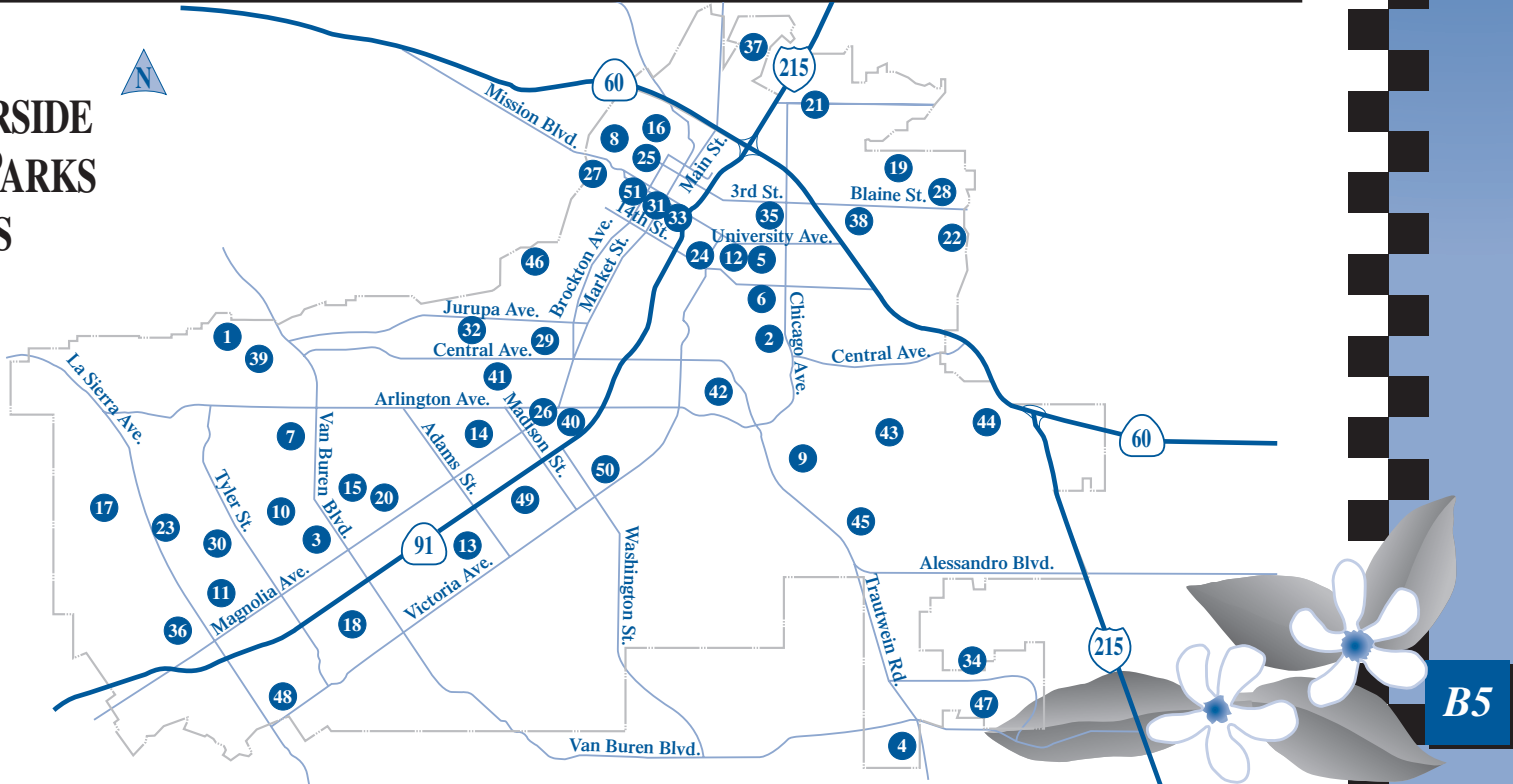 37
215
N
60
21
Mission Blvd.
RSIDE
16
8
25
Main St.
PARKS
27
19
51
3rd St.
Blaine St.
28
31
33
14th St.
35
38
S
University Ave.
22
24
12
5
46
Brockton Ave.
Market St.
6
Chicago Ave.
Jurupa Ave.
1
32
29
2
39
Central Ave.
Central Ave.
La Sierra Ave.
41
42
Arlington Ave.
Madison St.
26
40
44
7
Van Buren Blvd.
Adams St.
14
43
60
9
50
Tyler St.
15
20
49
17
10
23
45
30
3
91
13
Washington St.
Alessandro Blvd.
11
Magnolia Ave.
Victoria Ave.
Trautwein Rd.
36
18
215
34
48
47
B5
4
Van Buren Blvd.